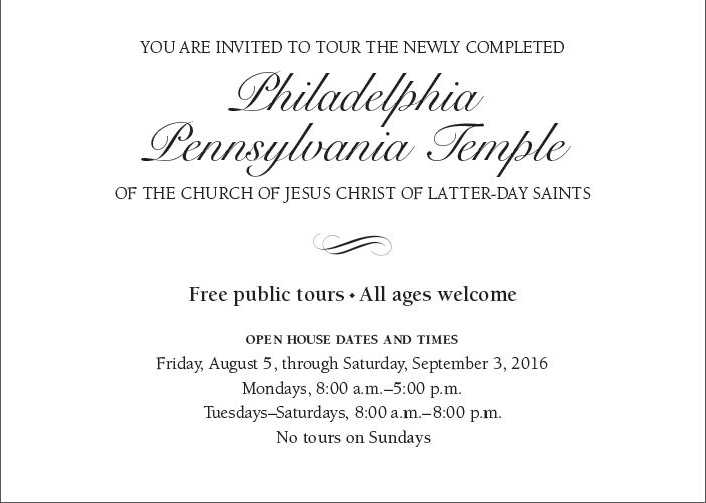 YOU ARE INVITED TO TOUR THE NEWLY COMPLETED
Philadelphia
Pennsylvania Temple
OF THE CHURCH OF JESUS CHRIST OF LATTER-DAY SAINTS
Free public tours • All ages welcome
OPEN HOUSE DATES AND TIMES
Friday, August 5, through Saturday, September 3, 2016
Mondays, 8:00 a.m.–5:00 p.m.
Tuesdays–Saturdays, 8:00 a.m.–8:00 p.m.
No tours on Sundays